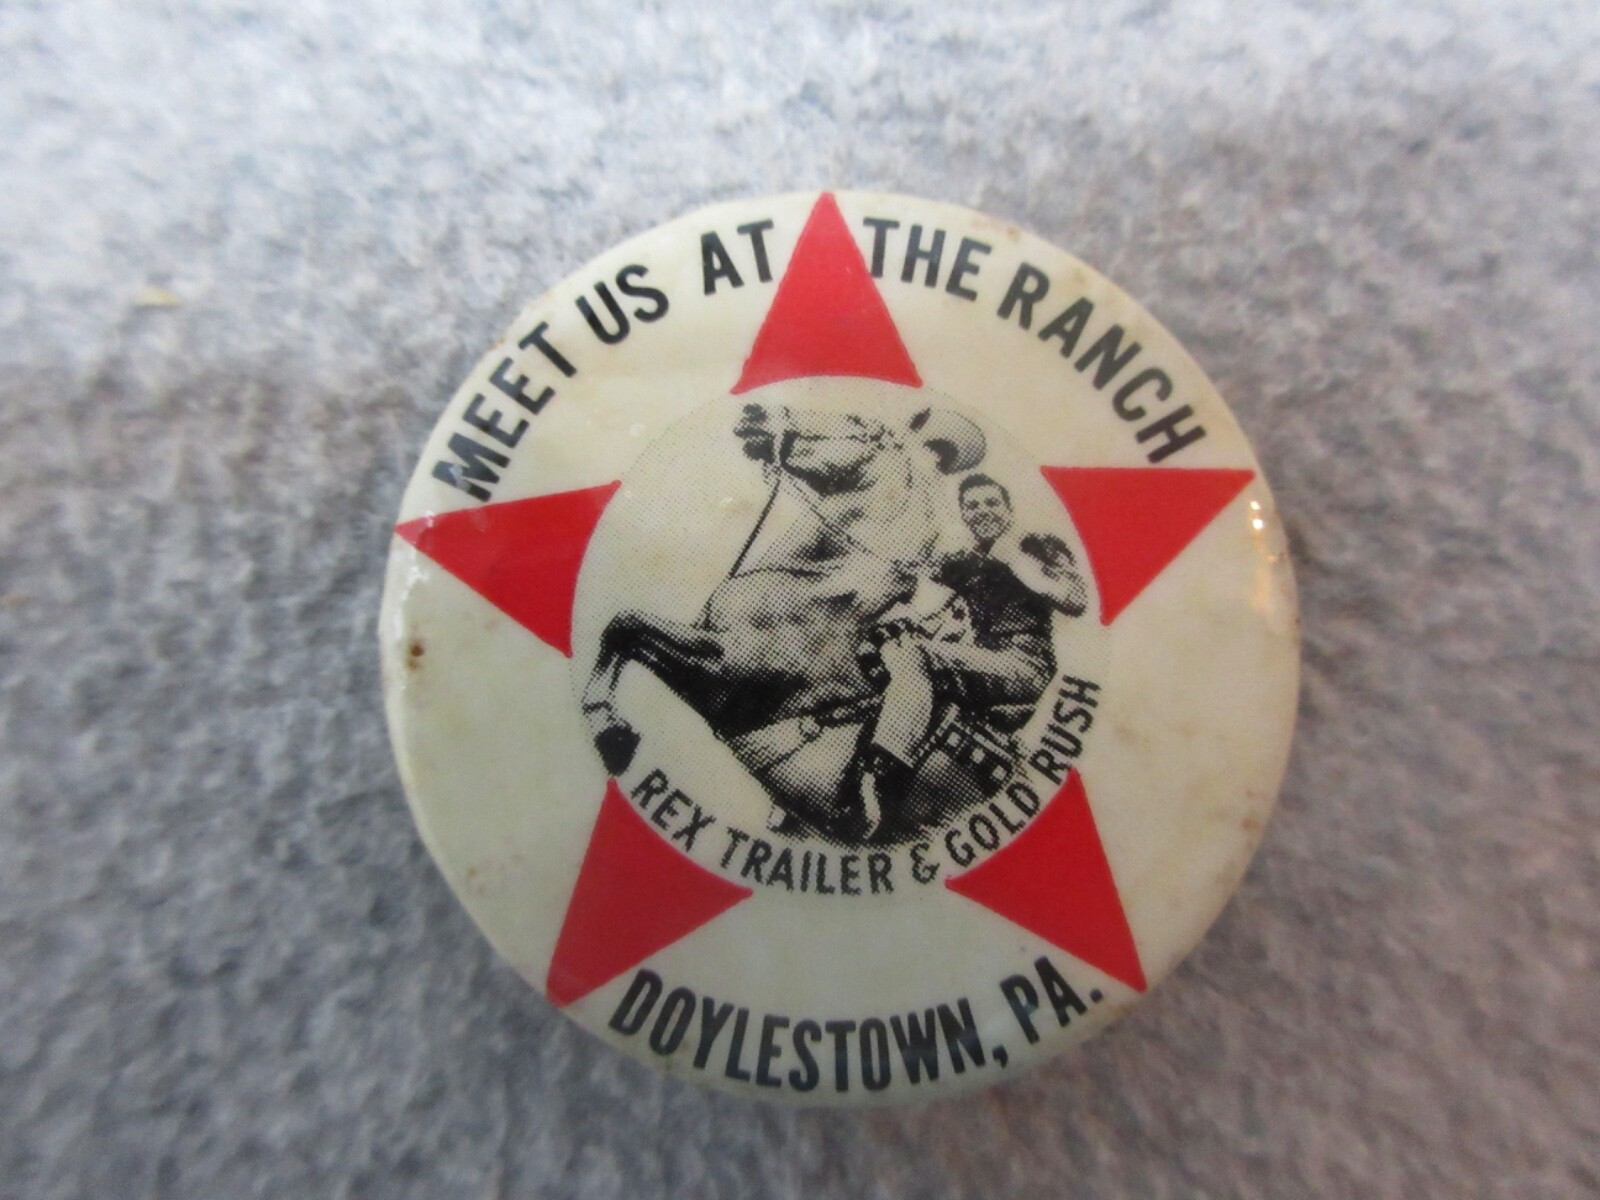 MEET US AT THE RANCH
REX TRAILER & GOLD RUSH
DOYLESTOWN, PA.